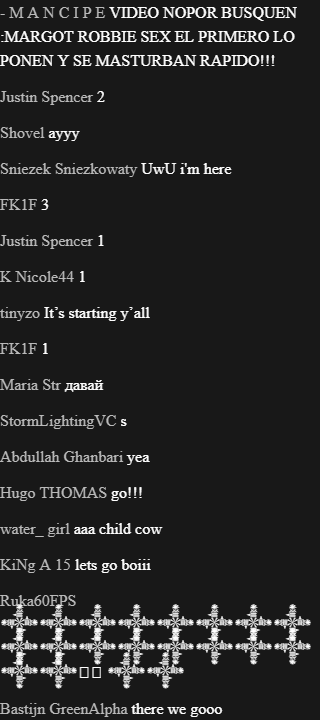 - M A N C I P E VIDEO NOPOR BUSQUEN
:MARGOT ROBBIE SEX EL PRIMERO LO
PONEN Y SE MASTURBAN RAPIDO!!!
Justin Spencer 2
Shovel ayyy
Sniezek Sniezkowaty UwU i'm here
FK1F 3
Justin Spencer 1
K Nicole44 1
tinyzo It’s starting y’all
FK1F 1
Maria Str давай
StormLightingVC s
Abdullah Ghanbari yea
Hugo THOMAS go!!!
water_ girl aaa child cow
KiNg A 15 lets go boiii
Ruka60FPS
Bastijn GreenAlpha there we gooo